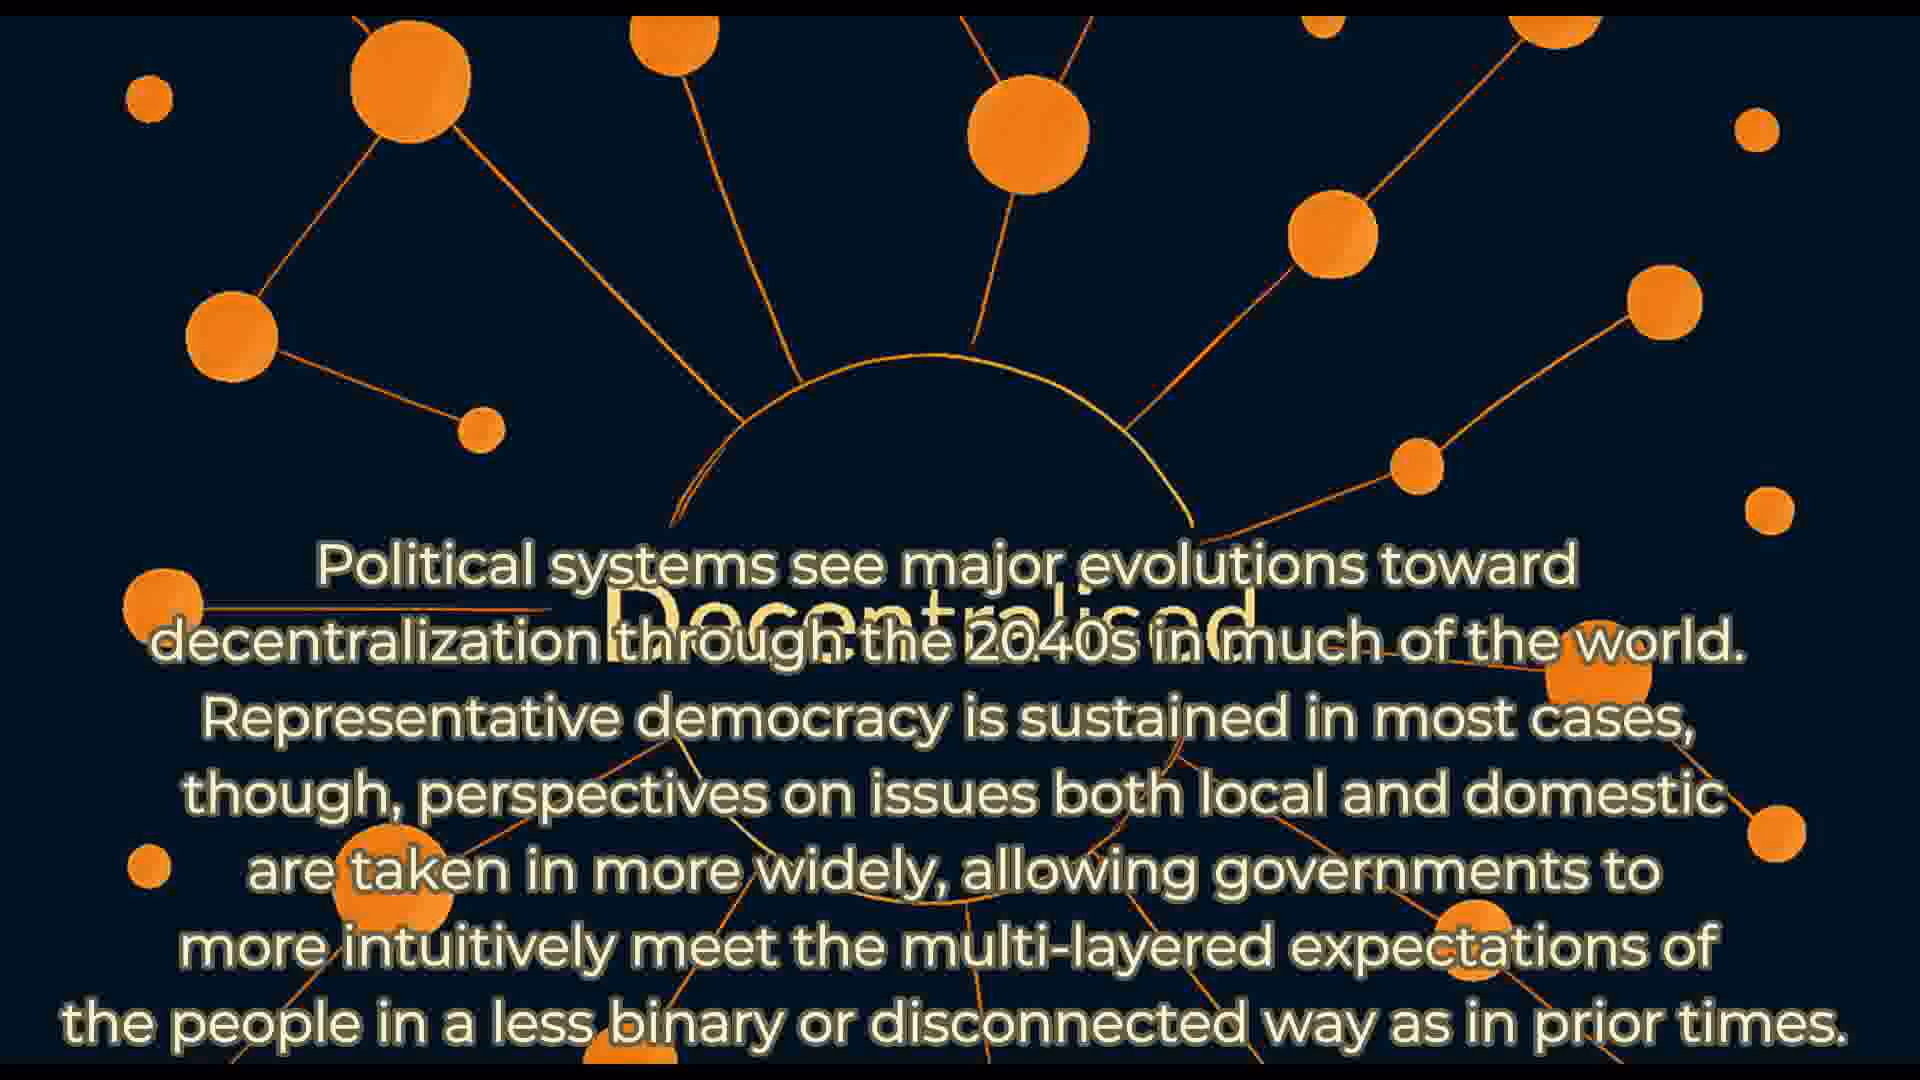 Political systems see major evolutions toward
Decentralised
decentralization through the 2040s in much of the world.
Representative democracy is sustained in most cases,
though, perspectives on issues both local and domestic
are taken in more widely, allowing governments to
more intuitively meet the multi-layered expectations of
the people in a less binary or disconnected way as in prior times.